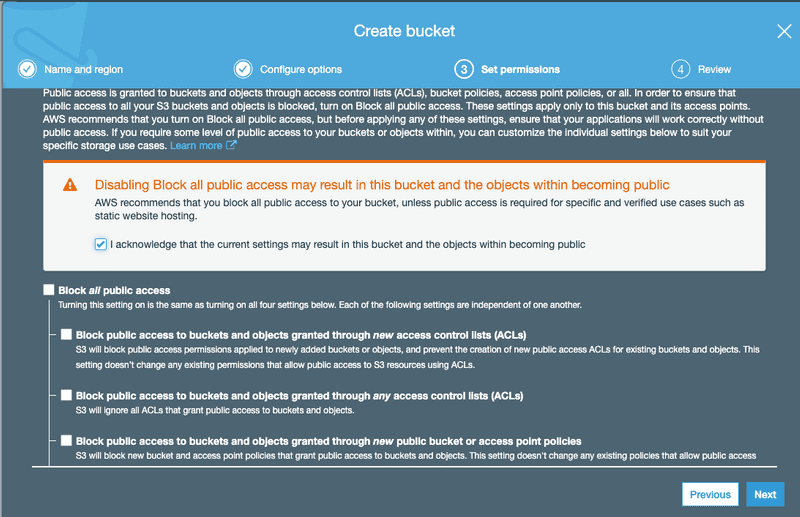 Create bucket
Name and region
Configure options
3 Set permissions
4 Review
Public access is granted to buckets and objects through access control lists (ACLs), bucket policies, access point policies, or all. In order to ensure that
public access to all your S3 buckets and objects is blocked, turn on Block all public access. These settings apply only to this bucket and its access points.
AWS recommends that you turn on Block all public access, but before applying any of these settings, ensure that your applications will work correctly without
public access. If you require some level of public access to your buckets or objects within, you can customize the individual settings below to suit your
specific storage use cases. Learn more
Disabling Block all public access may result in this bucket and the objects within becoming public
AWS recommends that you block all public access to your bucket, unless public access is required for specific and verified use cases such as
static website hosting.
I acknowledge that the current settings may result in this bucket and the objects within becoming public
Block all public access
Turning this setting on is the same as turning on all four settings below. Each of the following settings are independent of one another.
Block public access to buckets and objects granted through new access control lists (ACLs)
S3 will block public access permissions applied to newly added buckets or objects, and prevent the creation of new public access ACLs for existing buckets and objects. This
setting doesn't change any existing permissions that allow public access to S3 resources using ACLs.
Block public access to buckets and objects granted through any access control lists (ACLs)
S3 will ignore all ACLs that grant public access to buckets and objects.
Block public access to buckets and objects granted through new public bucket or access point policies
S3 will block new bucket and access point policies that grant public access to buckets and objects. This setting doesn't change any existing policies that allow public access
Previous
Next